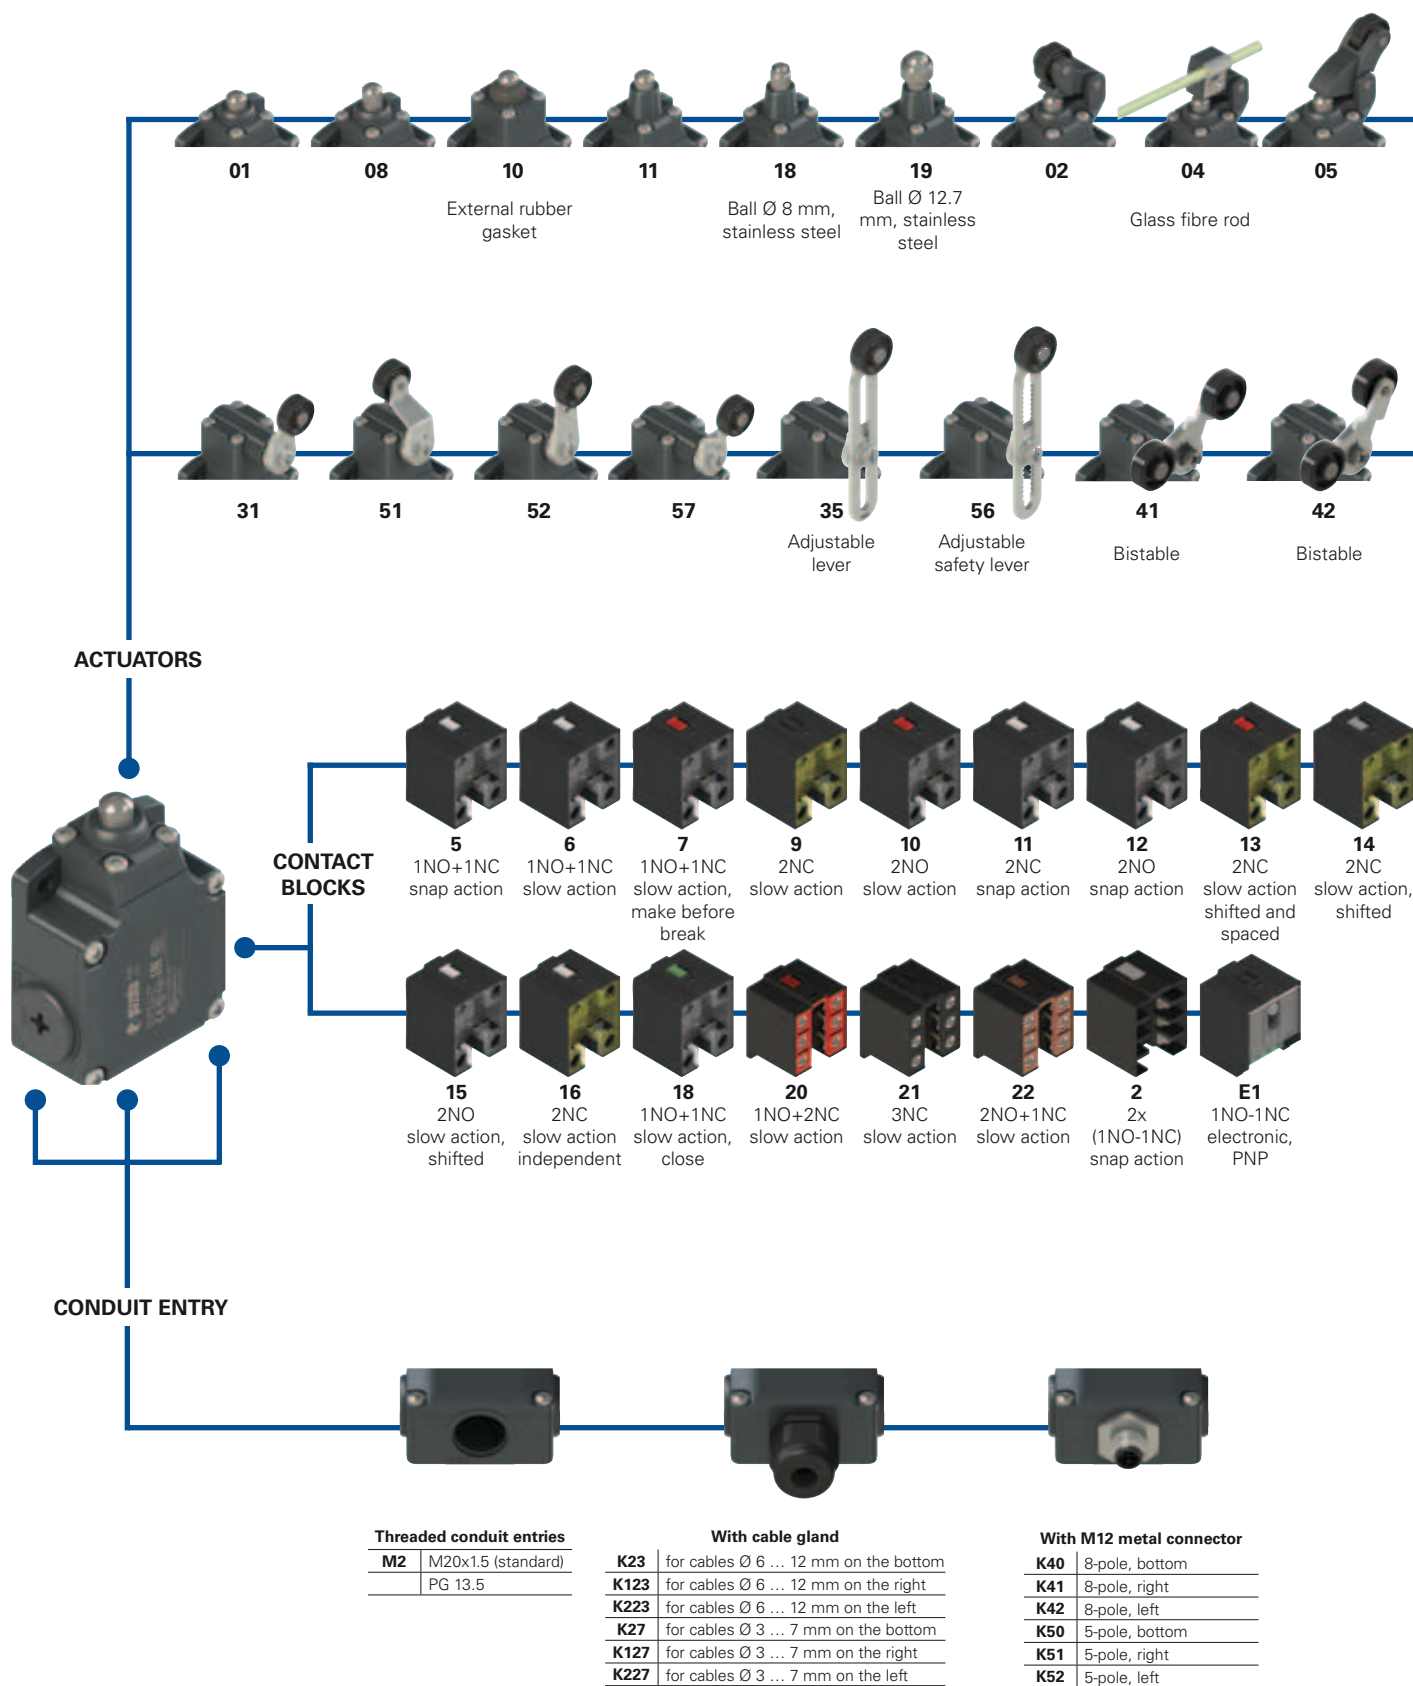 01 08 10 11 18 19 02 04 05
External rubber
gasket
Ball Ø 8 mm,
stainless steel
Ball Ø 12.7
mm, stainless
steel
Glass fibre rod
31 51 52 57 35 56 41 42
Adjustable
lever
Adjustable
safety lever
Bistable
Bistable
ACTUATORS
CONTACT
BLOCKS
5
1NO+1NC
snap action
6
1NO+1NC
slow action
7
1NO+1NC
slow action,
make before
break
9
2NC
slow action
10
2NO
slow action
11
2NC
snap action
12
2NO
snap action
13
2NC
slow action
shifted and
spaced
14
2NC
slow action,
shifted
15
2NO
slow action,
shifted
16
2NC
slow action
independent
18
1NO+1NC
slow action,
close
20
1NO+2NC
slow action
21
3NC
slow action
22
2NO+1NC
slow action
2
2x
(1NO-1NC)
snap action
E1
1NO-1NC
electronic,
PNP
CONDUIT ENTRY
Threaded conduit entries
M2 M20x1.5 (standard)
PG 13.5
With cable gland
K23 for cables Ø 6 … 12 mm on the bottom
K123 for cables Ø 6 … 12 mm on the right
K223 for cables Ø 6 … 12 mm on the left
K27 for cables Ø 3 … 7 mm on the bottom
K127 for cables Ø 3 … 7 mm on the right
K227 for cables Ø 3 … 7 mm on the left
With M12 metal connector
K40 8-pole, bottom
K41 8-pole, right
K42 8-pole, left
K50 5-pole, bottom
K51 5-pole, right
K52 5-pole, left